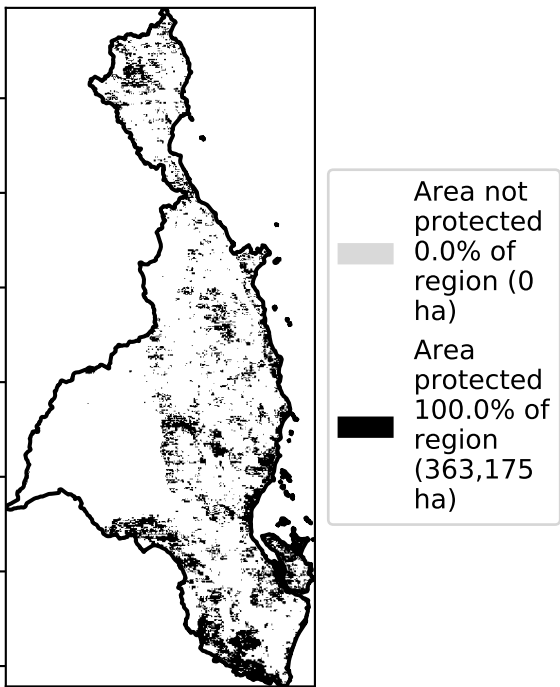 Area not
protected
0.0% of
region (0
ha)
Area
protected
100.0% of
region
(363,175
ha)